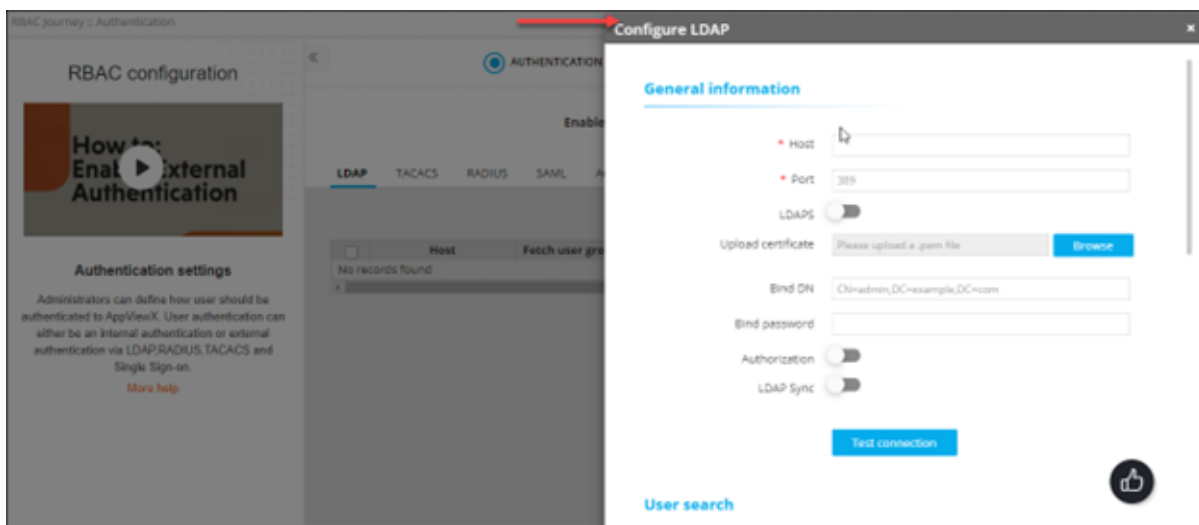 RBAC Journey :: Authentication
RBAC configuration
How to:
Enable External
Authentication
Authentication settings
Administrators can define how user should be
authenticated to AppViewX. User authentication can
either be an internal authentication or external
authentication via LDAP,RADIUS,TACACS and
Single Sign-on.
More help
AUTHENTICATION
Enable
LDAP TACACS RADIUS SAML
Host Fetch user gro
No records found
Configure LDAP
General information
* Host
* Port 389
LDAPS
Upload certificate Please upload a .pem file Browse
Bind DN CN=admin,DC=example,DC=com
Bind password
Authorization
LDAP Sync
Test connection
User search